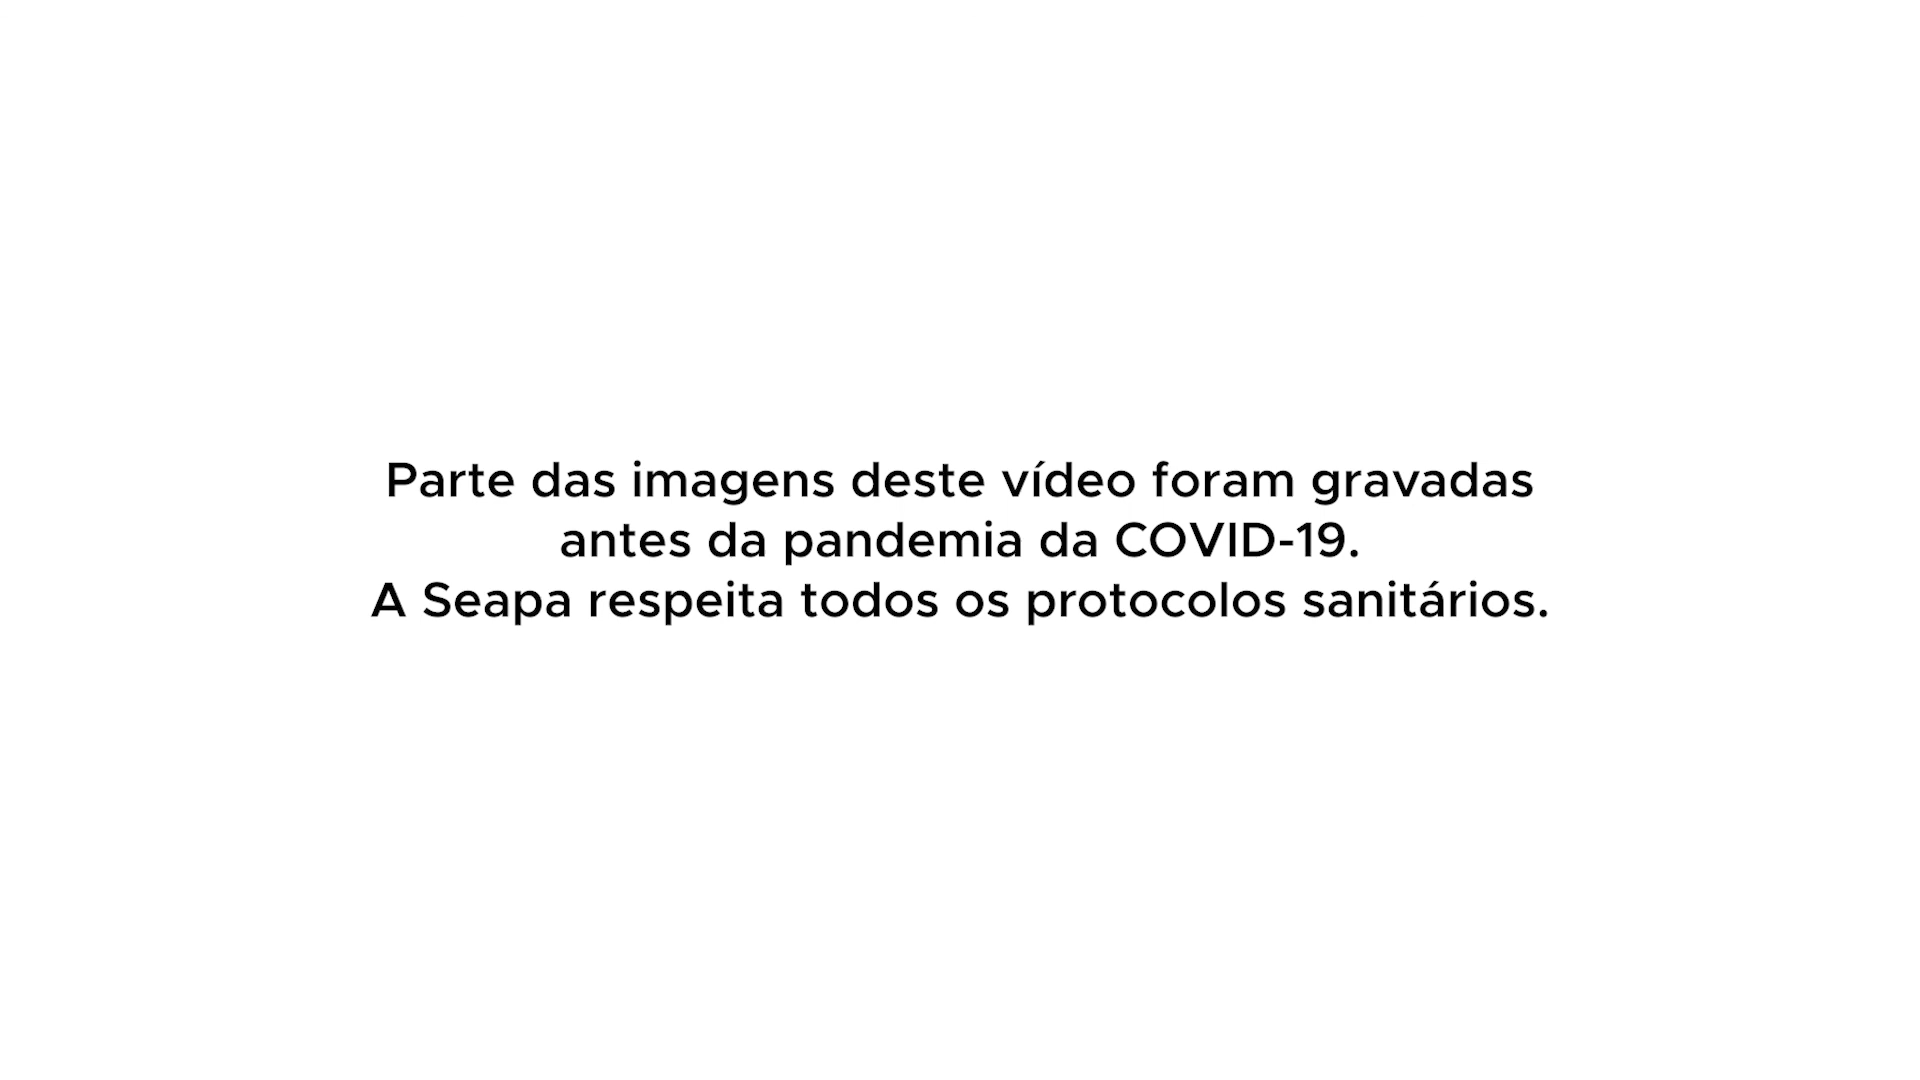 Parte das imagens deste vídeo foram gravadas
antes da pandemia da COVID-19.
A Seapa respeita todos os protocolos sanitários.